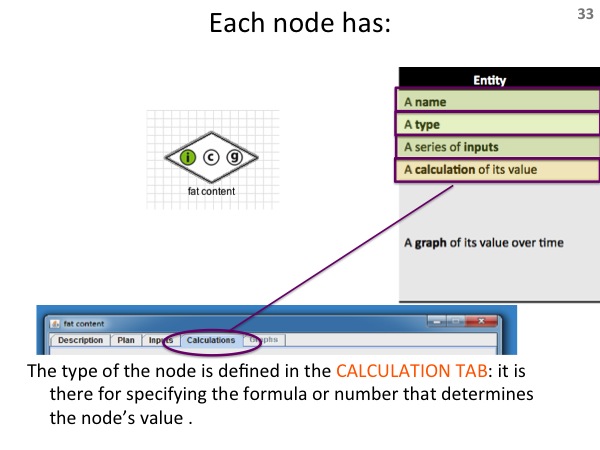 Each node has:
33
Entity
A name
A type
A series of inputs
A calculation of its value
A graph of its value over time
i c g
fat content
fat content
Description Plan Inputs Calculations Graphs
The type of the node is defined in the CALCULATION TAB: it is
there for specifying the formula or number that determines
the node’s value .